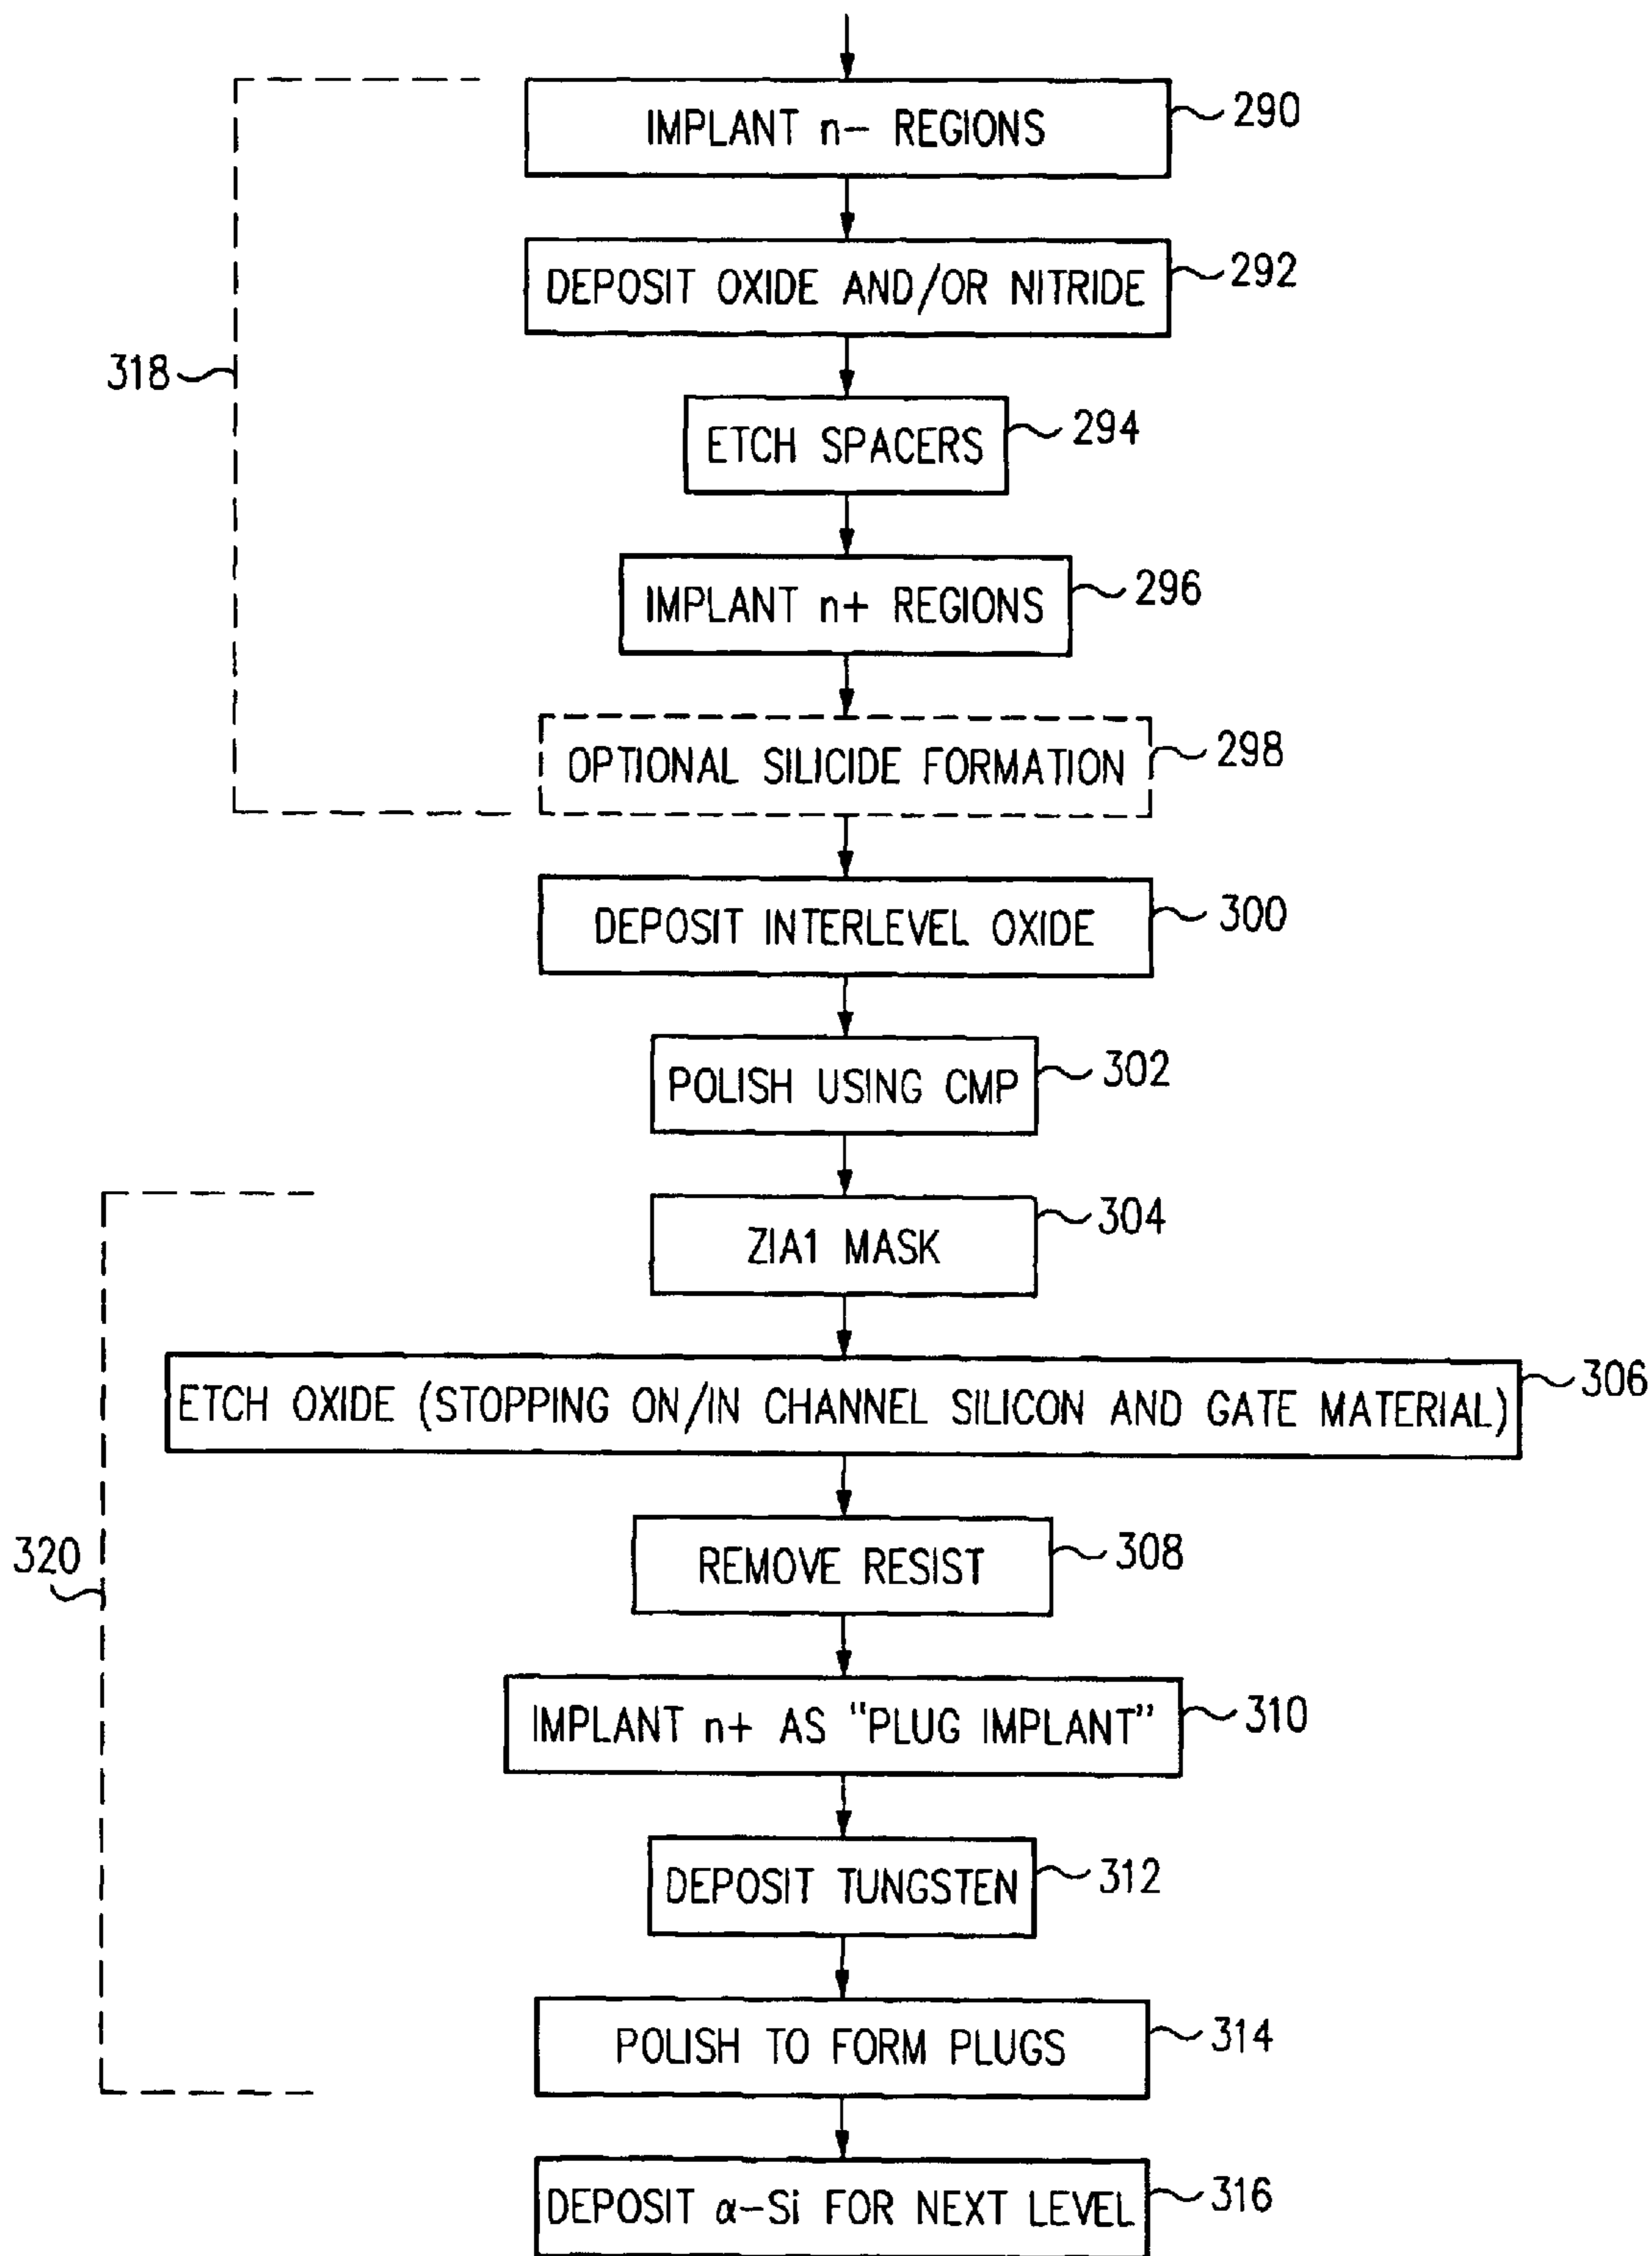 IMPLANT n− REGIONS
290
DEPOSIT OXIDE AND/OR NITRIDE
292
318
ETCH SPACERS
294
IMPLANT n+ REGIONS
296
OPTIONAL SILICIDE FORMATION
298
DEPOSIT INTERLEVEL OXIDE
300
POLISH USING CMP
302
ZIA1 MASK
304
ETCH OXIDE (STOPPING ON/IN CHANNEL SILICON AND GATE MATERIAL)
306
320
REMOVE RESIST
308
IMPLANT n+ AS "PLUG IMPLANT"
310
DEPOSIT TUNGSTEN
312
POLISH TO FORM PLUGS
314
DEPOSIT α−Si FOR NEXT LEVEL
316